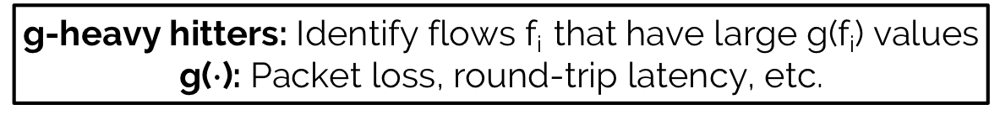 g-heavy hitters: Identify flows fᵢ that have large g(fᵢ) values
g(·): Packet loss, round-trip latency, etc.